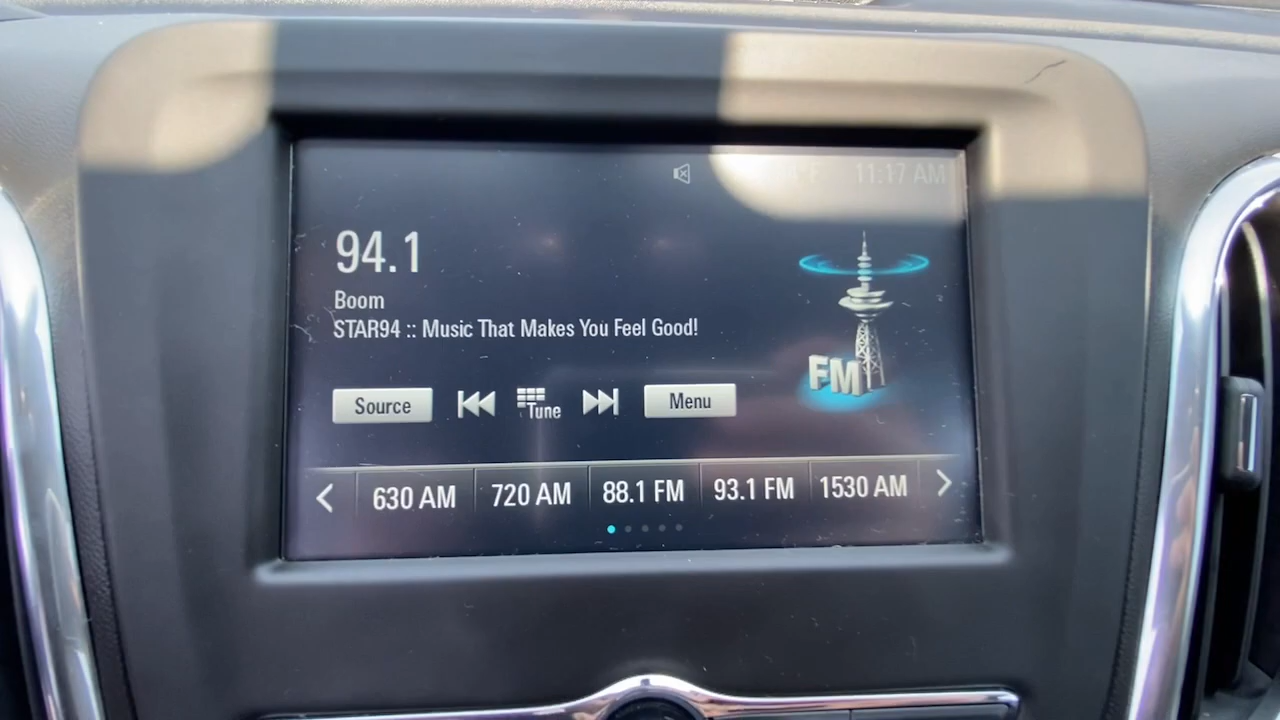 11:17 AM
94.1
Boom
STAR94 :: Music That Makes You Feel Good!
FM
Source Tune Menu
630 AM 720 AM 88.1 FM 93.1 FM 1530 AM